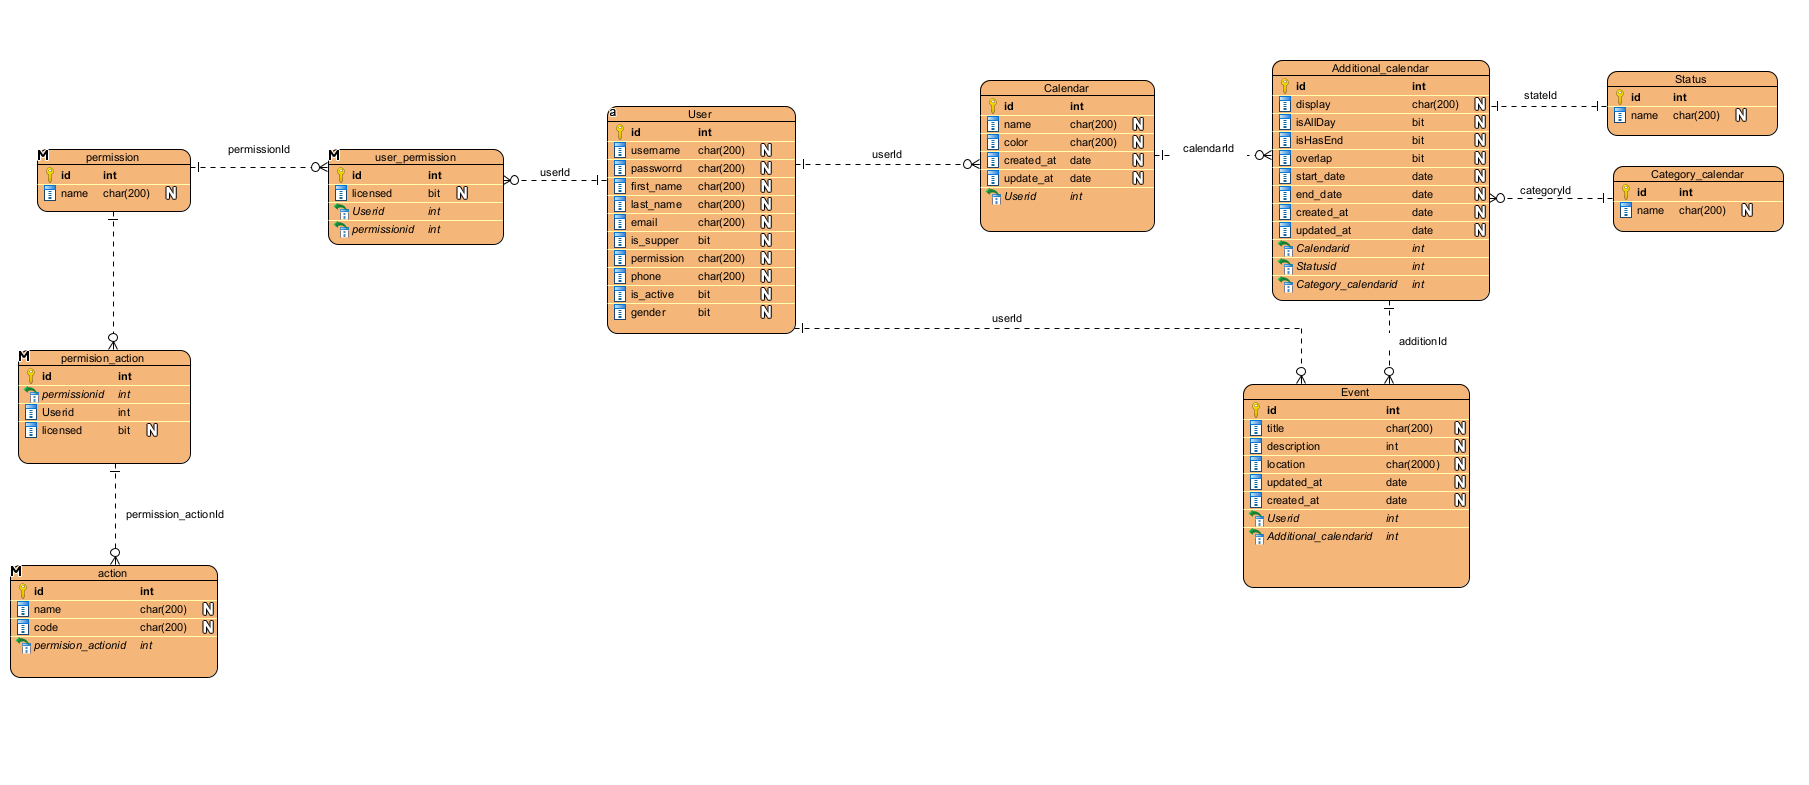 M
permission
id int
name char(200) N
permissionId
M
user_permission
id int
licensed bit N
Userid int
permissionid int
userId
a
User
id int
username char(200) N
passworrd char(200) N
first_name char(200) N
last_name char(200) N
email char(200) N
is_supper bit N
permission char(200) N
phone char(200) N
is_active bit N
gender bit N
userId
Calendar
id int
name char(200) N
color char(200) N
created_at date N
update_at date N
Userid int
calendarId
Additional_calendar
id int
display char(200) N
isAllDay bit N
isHasEnd bit N
overlap bit N
start_date date N
end_date date N
created_at date N
updated_at date N
Calendarid int
Statusid int
Category_calendarid int
stateId
Status
id int
name char(200) N
categoryId
Category_calendar
id int
name char(200) N
userId
additionId
Event
id int
title char(200) N
description int N
location char(2000) N
updated_at date N
created_at date N
Userid int
Additional_calendarid int
M
permision_action
id int
permissionid int
Userid int
licensed bit N
permission_actionId
M
action
id int
name char(200) N
code char(200) N
permision_actionid int